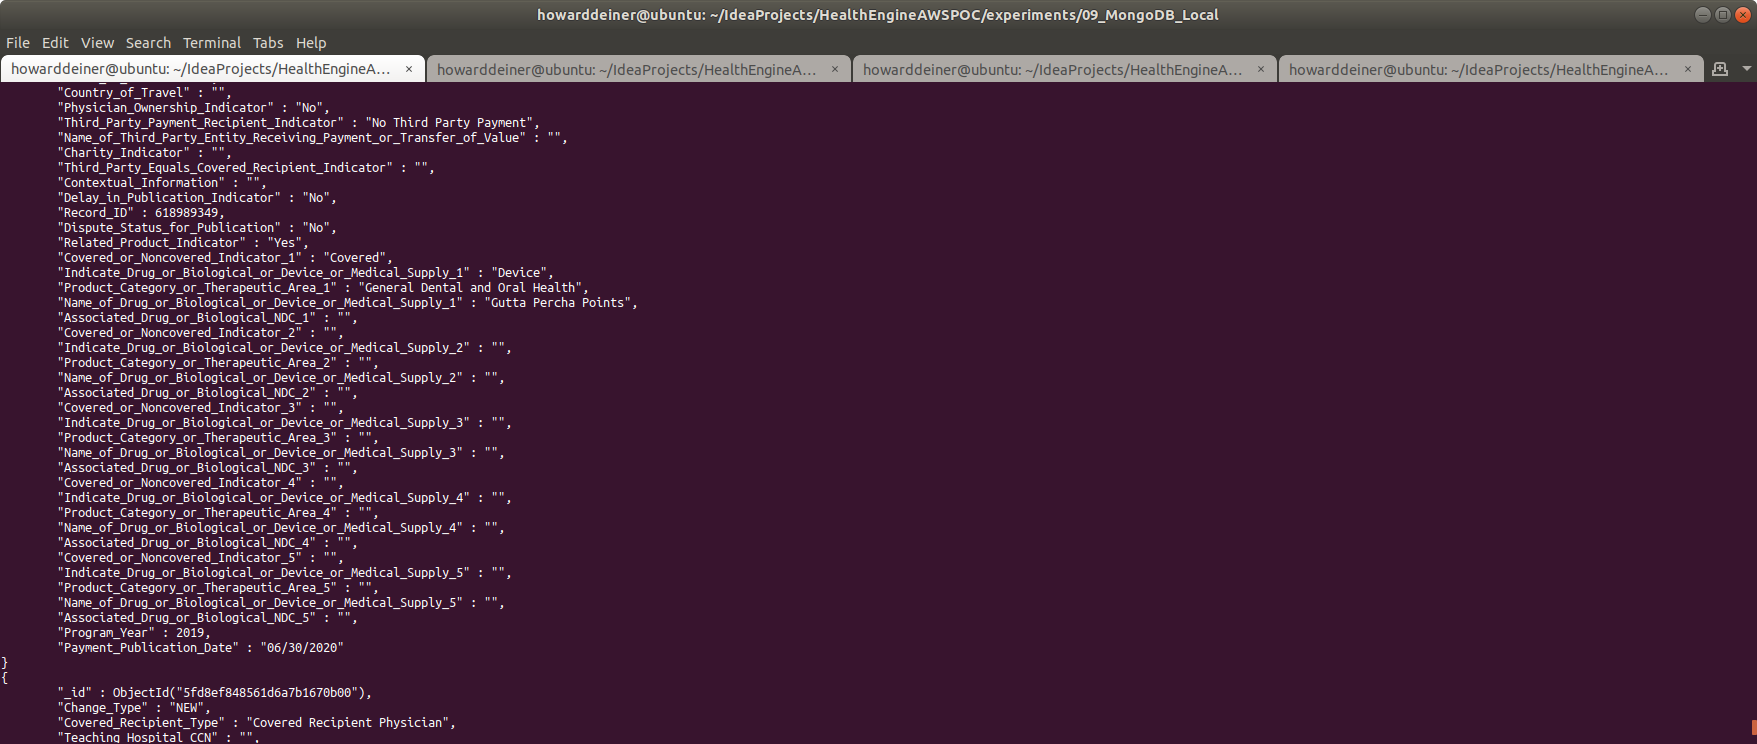 howarddeiner@ubuntu: ~/IdeaProjects/HealthEngineAWSPOC/experiments/09_MongoDB_Local
File Edit View Search Terminal Tabs Help
howarddeiner@ubuntu: ~/IdeaProjects/HealthEngineA... × howarddeiner@ubuntu: ~/IdeaProjects/HealthEngineA... × howarddeiner@ubuntu: ~/IdeaProjects/HealthEngineA... × howarddeiner@ubuntu: ~/IdeaProjects/HealthEngineA... ×
"Country_of_Travel" : "",
"Physician_Ownership_Indicator" : "No",
"Third_Party_Payment_Recipient_Indicator" : "No Third Party Payment",
"Name_of_Third_Party_Entity_Receiving_Payment_or_Transfer_of_Value" : "",
"Charity_Indicator" : "",
"Third_Party_Equals_Covered_Recipient_Indicator" : "",
"Contextual_Information" : "",
"Delay_in_Publication_Indicator" : "No",
"Record_ID" : 618989349,
"Dispute_Status_for_Publication" : "No",
"Related_Product_Indicator" : "Yes",
"Covered_or_Noncovered_Indicator_1" : "Covered",
"Indicate_Drug_or_Biological_or_Device_or_Medical_Supply_1" : "Device",
"Product_Category_or_Therapeutic_Area_1" : "General Dental and Oral Health",
"Name_of_Drug_or_Biological_or_Device_or_Medical_Supply_1" : "Gutta Percha Points",
"Associated_Drug_or_Biological_NDC_1" : "",
"Covered_or_Noncovered_Indicator_2" : "",
"Indicate_Drug_or_Biological_or_Device_or_Medical_Supply_2" : "",
"Product_Category_or_Therapeutic_Area_2" : "",
"Name_of_Drug_or_Biological_or_Device_or_Medical_Supply_2" : "",
"Associated_Drug_or_Biological_NDC_2" : "",
"Covered_or_Noncovered_Indicator_3" : "",
"Indicate_Drug_or_Biological_or_Device_or_Medical_Supply_3" : "",
"Product_Category_or_Therapeutic_Area_3" : "",
"Name_of_Drug_or_Biological_or_Device_or_Medical_Supply_3" : "",
"Associated_Drug_or_Biological_NDC_3" : "",
"Covered_or_Noncovered_Indicator_4" : "",
"Indicate_Drug_or_Biological_or_Device_or_Medical_Supply_4" : "",
"Product_Category_or_Therapeutic_Area_4" : "",
"Name_of_Drug_or_Biological_or_Device_or_Medical_Supply_4" : "",
"Associated_Drug_or_Biological_NDC_4" : "",
"Covered_or_Noncovered_Indicator_5" : "",
"Indicate_Drug_or_Biological_or_Device_or_Medical_Supply_5" : "",
"Product_Category_or_Therapeutic_Area_5" : "",
"Name_of_Drug_or_Biological_or_Device_or_Medical_Supply_5" : "",
"Associated_Drug_or_Biological_NDC_5" : "",
"Program_Year" : 2019,
"Payment_Publication_Date" : "06/30/2020"
}
{
"_id" : ObjectId("5fd8ef848561d6a7b1670b00"),
"Change_Type" : "NEW",
"Covered_Recipient_Type" : "Covered Recipient Physician",
"Teaching_Hospital_CCN" : "",